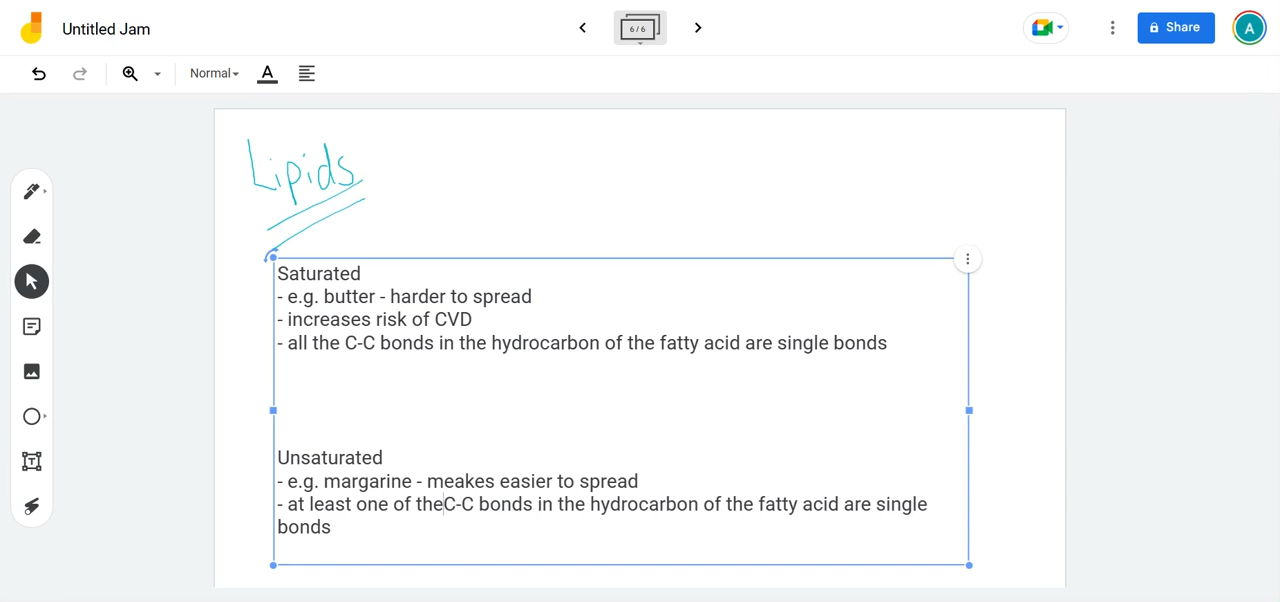 Untitled Jam
6/6
Share
A
Normal
A
Lipids
Saturated
- e.g. butter - harder to spread
- increases risk of CVD
- all the C-C bonds in the hydrocarbon of the fatty acid are single bonds
Unsaturated
- e.g. margarine - meakes easier to spread
- at least one of theC-C bonds in the hydrocarbon of the fatty acid are single
bonds